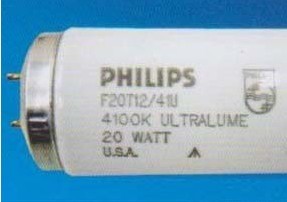 PHILIPS
F20T12/41U
4100K ULTRALUME
20 WATT
U.S.A.